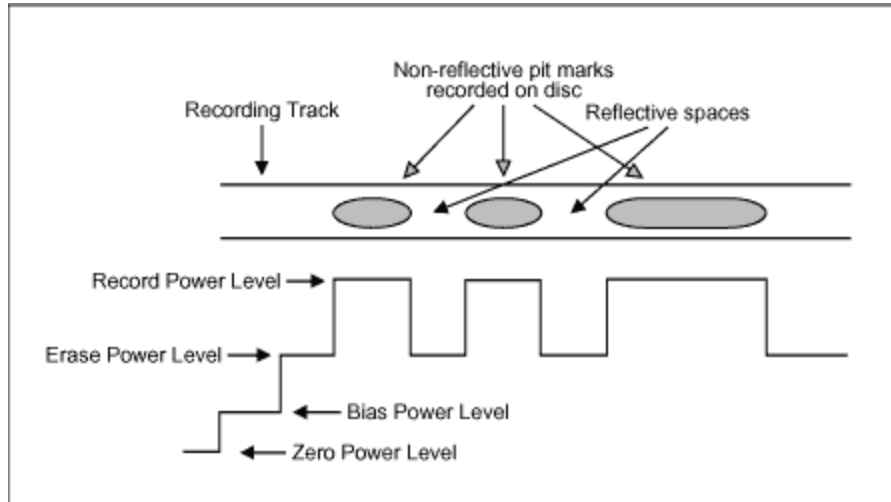 Non-reflective pit marks
recorded on disc
Recording Track
Reflective spaces
Record Power Level
Erase Power Level
Bias Power Level
Zero Power Level